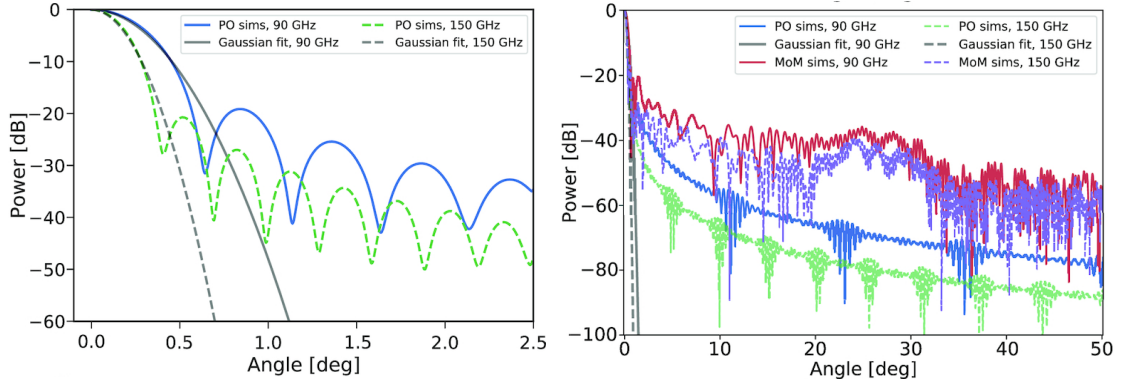 0
−10
−20
−30
−40
−50
−60
Power [dB]
0.0 0.5 1.0 1.5 2.0 2.5
Angle [deg]
PO sims, 90 GHz PO sims, 150 GHz
Gaussian fit, 90 GHz Gaussian fit, 150 GHz
0
−20
−40
−60
−80
−100
Power [dB]
0 10 20 30 40 50
Angle [deg]
PO sims, 90 GHz PO sims, 150 GHz
Gaussian fit, 90 GHz Gaussian fit, 150 GHz
MoM sims, 90 GHz MoM sims, 150 GHz